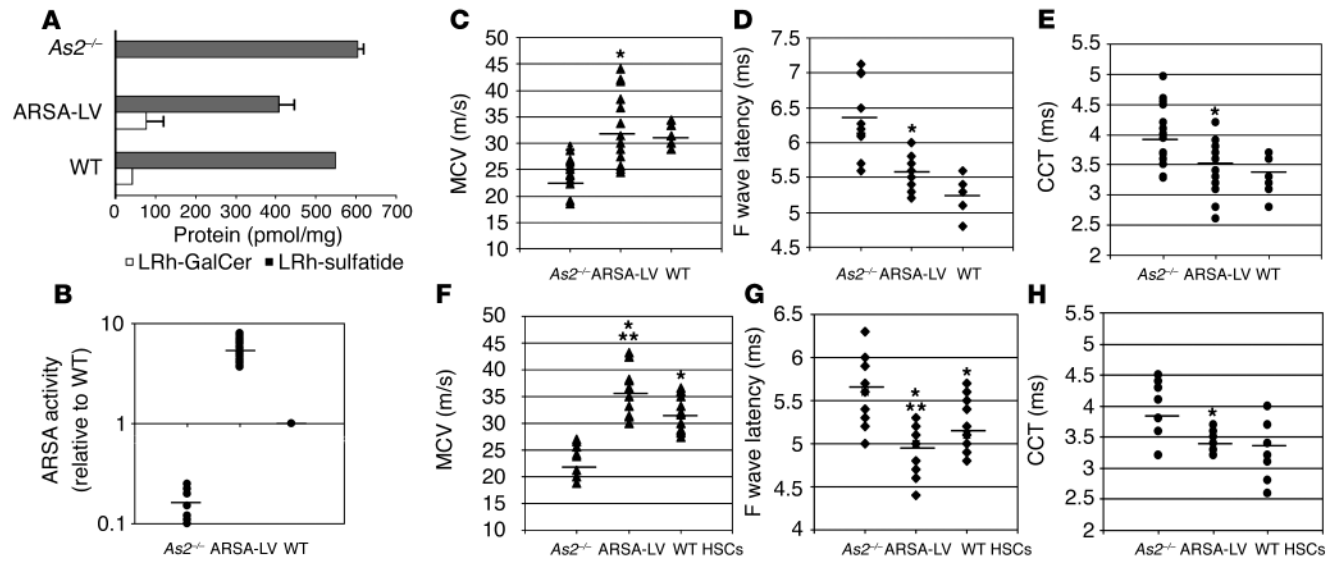 A
As2–/–
ARSA-LV
WT
0 100 200 300 400 500 600 700
Protein (pmol/mg)
□LRh-GalCer ■LRh-sulfatide
B
ARSA activity
(relative to WT)
10
1
0.1
As2–/– ARSA-LV WT
C
MCV (m/s)
50
45
40
35
30
25
20
15
10
*
As2–/– ARSA-LV WT
D
F wave latency (ms)
7.5
7
6.5
6
5.5
5
4.5
*
As2–/– ARSA-LV WT
E
CCT (ms)
5.5
5
4.5
4
3.5
3
2.5
2
*
As2–/– ARSA-LV WT
F
MCV (m/s)
50
45
40
35
30
25
20
15
10
*
**
*
As2–/– ARSA-LV WT HSCs
G
F wave latency (ms)
6.5
6
5.5
5
4.5
4
*
**
*
As2–/– ARSA-LV WT HSCs
H
CCT (ms)
5.5
5
4.5
4
3.5
3
2.5
2
*
As2–/– ARSA-LV WT HSCs